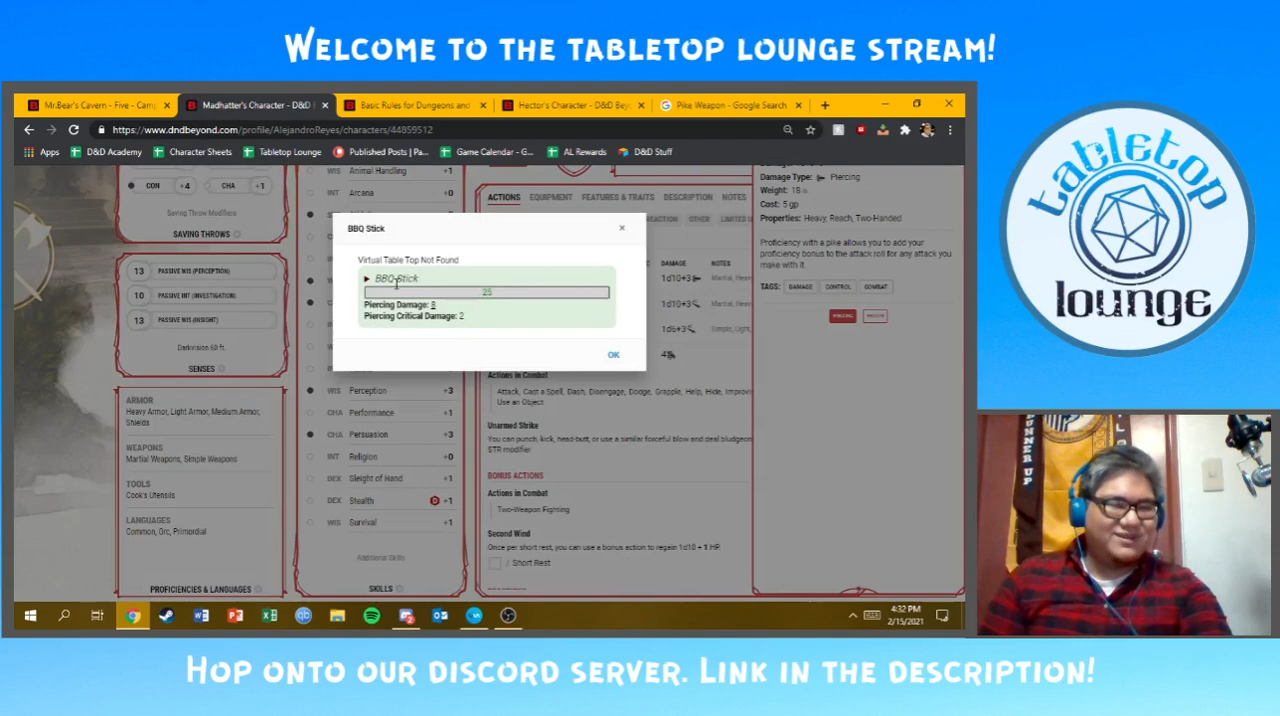 WELCOME TO THE TABLETOP LOUNGE STREAM!
Mr.Bear's Cavern - Five - Camp
Madhatter's Character - D&D
Basic Rules for Dungeons and
Hector's Character - D&D Bey
Pike Weapon - Google Search
https://www.dndbeyond.com/profile/AlejandroReyes/characters/44859512
Apps
D&D Academy
Character Sheets
Tabletop Lounge
Published Posts | Pa...
Game Calendar - G...
AL Rewards
D&D Stuff
CON +4
CHA +1
Saving Throw Modifiers
SAVING THROWS
13 PASSIVE WIS (PERCEPTION)
10 PASSIVE INT (INVESTIGATION)
13 PASSIVE WIS (INSIGHT)
Darkvision 60 ft.
SENSES
ARMOR
Heavy Armor, Light Armor, Medium Armor,
Shields
WEAPONS
Martial Weapons, Simple Weapons
TOOLS
Cook's Utensils
LANGUAGES
Common, Orc, Primordial
PROFICIENCIES & LANGUAGES
WIS Animal Handling +1
INT Arcana +0
WIS Perception +3
CHA Performance +1
CHA Persuasion +3
INT Religion +0
DEX Sleight of Hand +1
DEX Stealth +1
WIS Survival +1
Additional Skills
SKILLS
BBQ Stick
×
Virtual Table Top Not Found
BBQ Stick
25
Piercing Damage: 8
Piercing Critical Damage: 2
OK
ACTIONS
EQUIPMENT
FEATURES & TRAITS
DESCRIPTION
NOTES
REACTION
OTHER
LIMITED U
DAMAGE
NOTES
1d10+3
Martial, Heav
1d10+3
Martial, Heav
1d6+3
Simple, Light,
Actions in Combat
Attack, Cast a Spell, Dash, Disengage, Dodge, Grapple, Help, Hide, Improvi
Use an Object
Unarmed Strike
You can punch, kick, head-butt, or use a similar forceful blow and deal bludgeon
STR modifier
BONUS ACTIONS
Actions in Combat
Two-Weapon Fighting
Second Wind
Once per short rest, you can use a bonus action to regain 1d10 + 1 HP.
/ Short Rest
Damage Type: Piercing
Weight: 18 lb
Cost: 5 gp
Properties: Heavy, Reach, Two-Handed
Proficiency with a pike allows you to add your
proficiency bonus to the attack roll for any attack you
make with it.
TAGS: DAMAGE CONTROL COMBAT
4:32 PM
2/15/2021
tabletop
lounge
RUNNER UP
HOP ONTO OUR DISCORD SERVER. LINK IN THE DESCRIPTION!